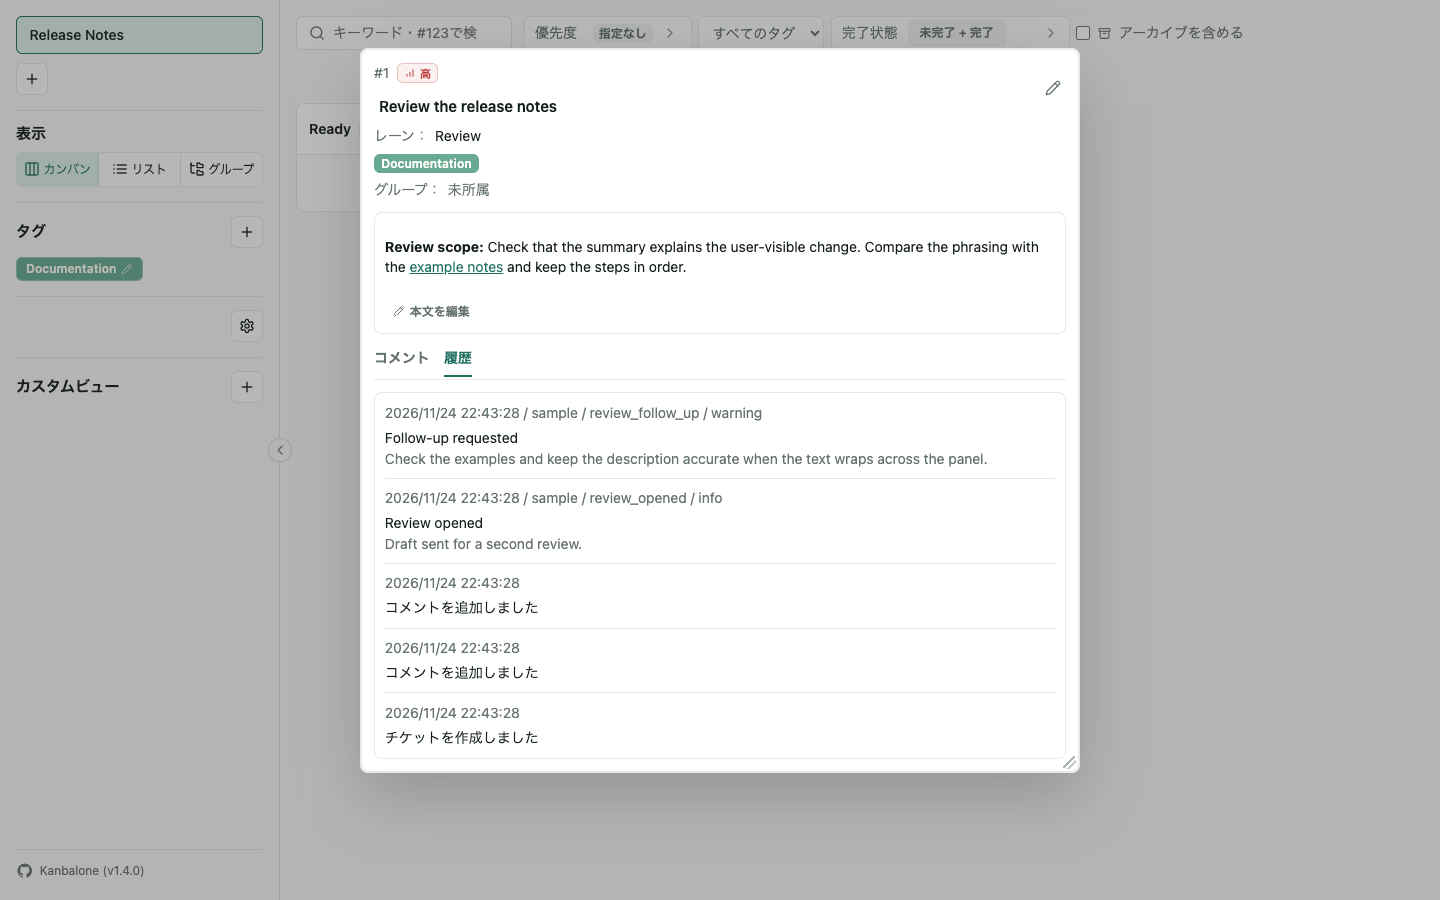 Release Notes
表示
カンバン
リスト
グループ
タグ
Documentation
カスタムビュー
Kanbalone (v1.4.0)
キーワード・#123で検
優先度
指定なし
すべてのタグ
完了状態
未完了 + 完了
アーカイブを含める
Ready
#1
高
Review the release notes
レーン： Review
Documentation
グループ： 未所属
Review scope: Check that the summary explains the user-visible change. Compare the phrasing with
the example notes and keep the steps in order.
本文を編集
コメント
履歴
2026/11/24 22:43:28 / sample / review_follow_up / warning
Follow-up requested
Check the examples and keep the description accurate when the text wraps across the panel.
2026/11/24 22:43:28 / sample / review_opened / info
Review opened
Draft sent for a second review.
2026/11/24 22:43:28
コメントを追加しました
2026/11/24 22:43:28
コメントを追加しました
2026/11/24 22:43:28
チケットを作成しました